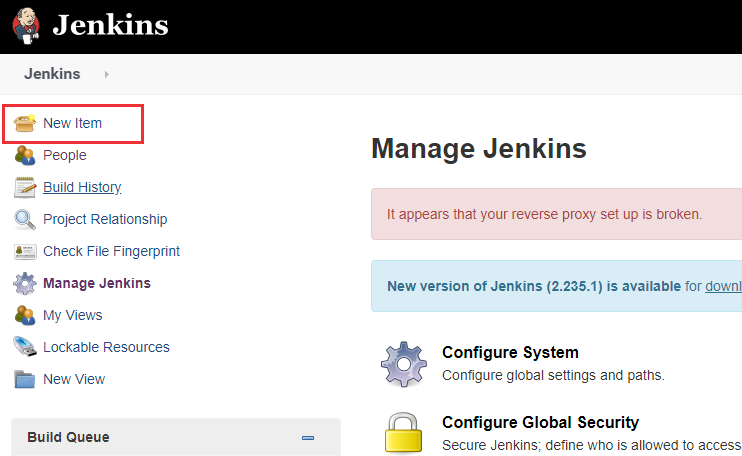 Jenkins
Jenkins
New Item
People
Build History
Project Relationship
Check File Fingerprint
Manage Jenkins
My Views
Lockable Resources
New View
Build Queue
Manage Jenkins
It appears that your reverse proxy set up is broken.
New version of Jenkins (2.235.1) is available for downl
Configure System
Configure global settings and paths.
Configure Global Security
Secure Jenkins; define who is allowed to access